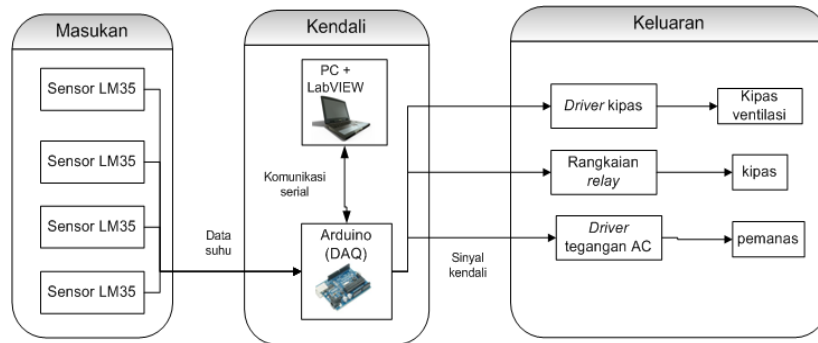 Masukan
Sensor LM35
Sensor LM35
Sensor LM35
Sensor LM35
Data
suhu
Kendali
PC +
LabVIEW
Komunikasi
serial
Arduino
(DAQ)
Sinyal
kendali
Keluaran
Driver kipas
Kipas
ventilasi
Rangkaian
relay
kipas
Driver
tegangan AC
pemanas